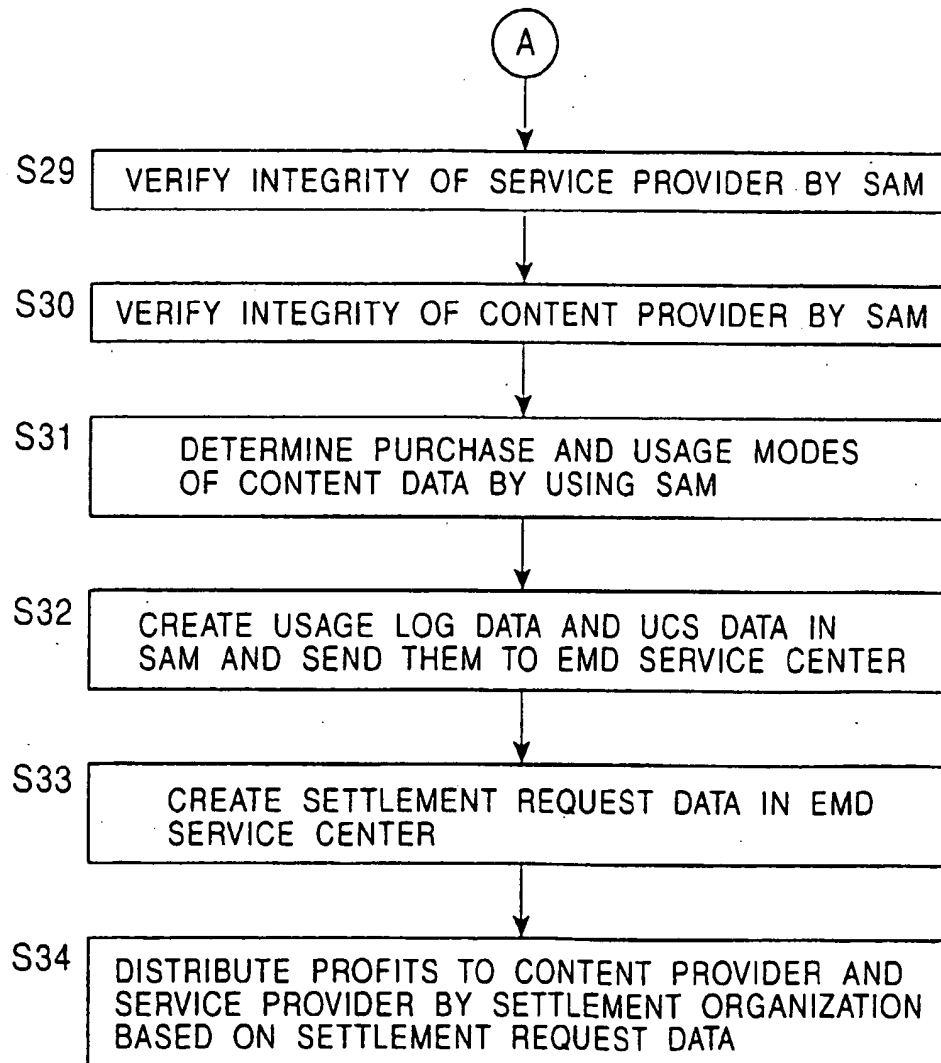 A
S29
VERIFY INTEGRITY OF SERVICE PROVIDER BY SAM
S30
VERIFY INTEGRITY OF CONTENT PROVIDER BY SAM
S31
DETERMINE PURCHASE AND USAGE MODES
OF CONTENT DATA BY USING SAM
S32
CREATE USAGE LOG DATA AND UCS DATA IN
SAM AND SEND THEM TO EMD SERVICE CENTER
S33
CREATE SETTLEMENT REQUEST DATA IN EMD
SERVICE CENTER
S34
DISTRIBUTE PROFITS TO CONTENT PROVIDER AND
SERVICE PROVIDER BY SETTLEMENT ORGANIZATION
BASED ON SETTLEMENT REQUEST DATA